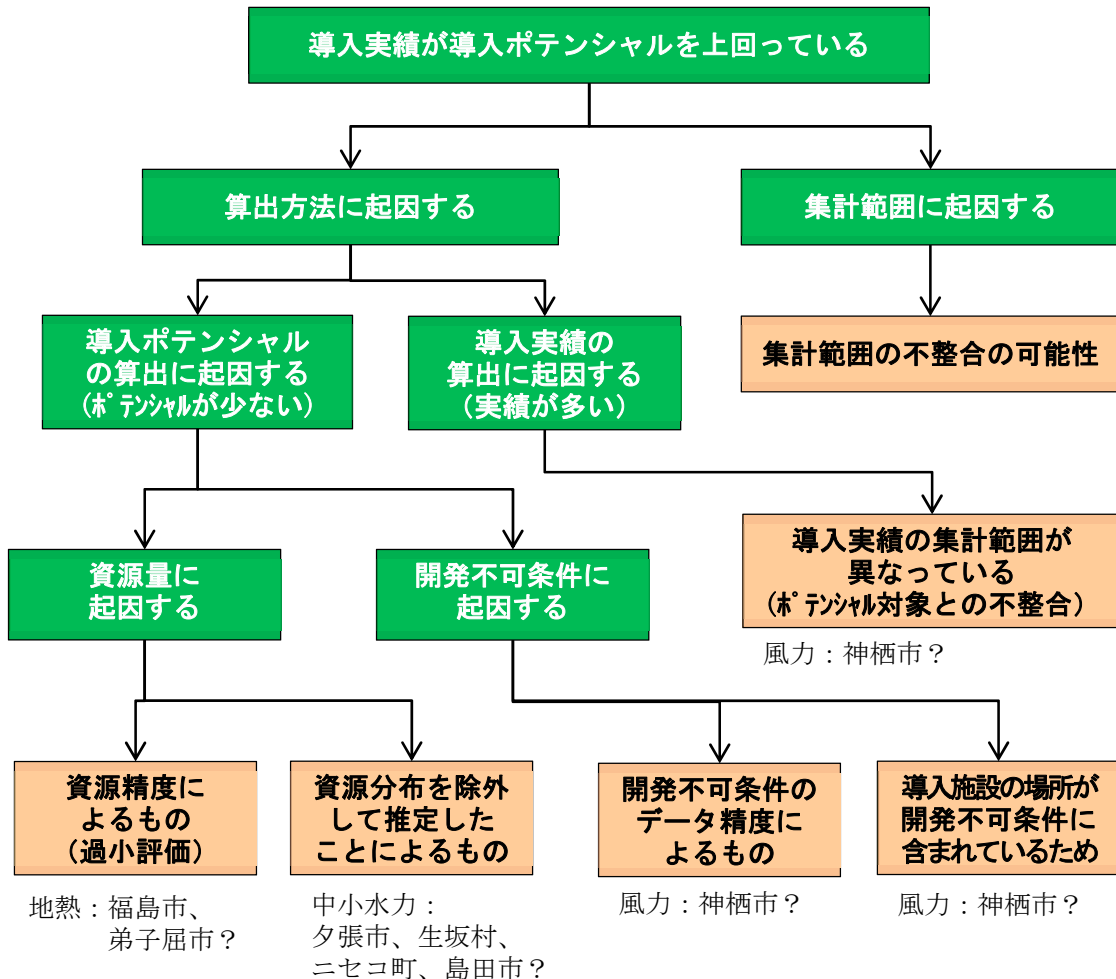 導入実績が導入ポテンシャルを上回っている
算出方法に起因する
集計範囲に起因する
導入ポテンシャル
の算出に起因する
(ﾎﾟﾃﾝｼｬﾙが少ない)
導入実績の
算出に起因する
(実績が多い)
集計範囲の不整合の可能性
導入実績の集計範囲が
異なっている
(ﾎﾟﾃﾝｼｬﾙ対象との不整合)
風力：神栖市？
資源量に
起因する
開発不可条件に
起因する
資源精度に
よるもの
(過小評価)
地熱：福島市、
弟子屈市？
資源分布を除外
して推定した
ことによるもの
中小水力：
夕張市、生坂村、
ニセコ町、島田市？
開発不可条件の
データ精度に
よるもの
風力：神栖市？
導入施設の場所が
開発不可条件に
含まれているため
風力：神栖市？